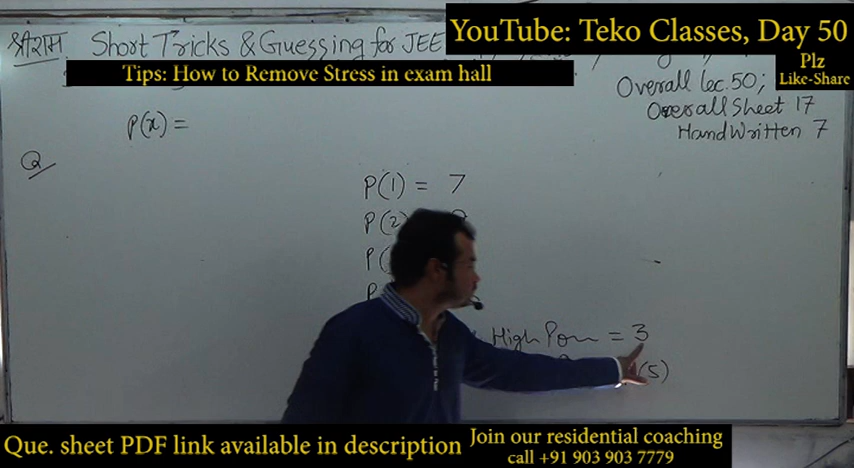 श्रीराम Short Tricks & Guessing for JEE
YouTube: Teko Classes, Day 50
Plz
Like-Share
Tips: How to Remove Stress in exam hall
Overall Lec. 50;
Overall Sheet 17
HandWritten 7
P(x) =
Q
P(1) = 7
P(2)
High Pow = 3
(5)
Que. sheet PDF link available in description
Join our residential coaching
call +91 903 903 7779